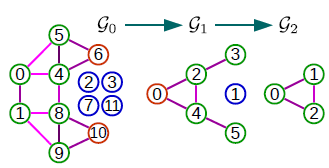 𝒢₀ → 𝒢₁ → 𝒢₂
5 6 0 4 2 3 7 11 1 8 10 9
3 2 0 1 4 5
1 0 2